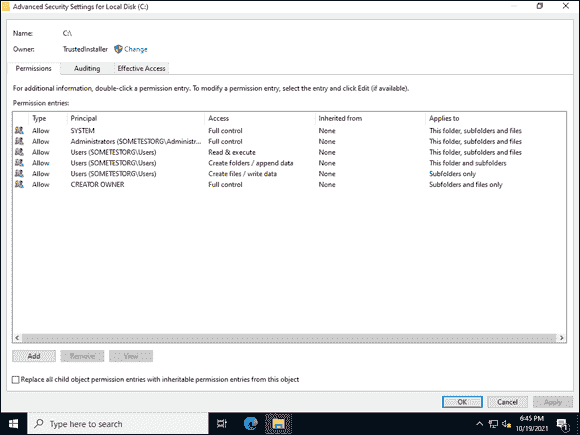 Advanced Security Settings for Local Disk (C:)
Name: C:\
Owner: TrustedInstaller Change
Permissions Auditing Effective Access
For additional information, double-click a permission entry. To modify a permission entry, select the entry and click Edit (if available).
Permission entries:
Type Principal Access Inherited from Applies to
Allow SYSTEM Full control None This folder, subfolders and files
Allow Administrators (SOMETESTORG\Administr... Full control None This folder, subfolders and files
Allow Users (SOMETESTORG\Users) Read & execute None This folder, subfolders and files
Allow Users (SOMETESTORG\Users) Create folders / append data None This folder and subfolders
Allow Users (SOMETESTORG\Users) Create files / write data None Subfolders only
Allow CREATOR OWNER Full control None Subfolders and files only
Add Remove View
Replace all child object permission entries with inheritable permission entries from this object
OK Cancel Apply
Type here to search
6:45 PM
10/19/2021
1